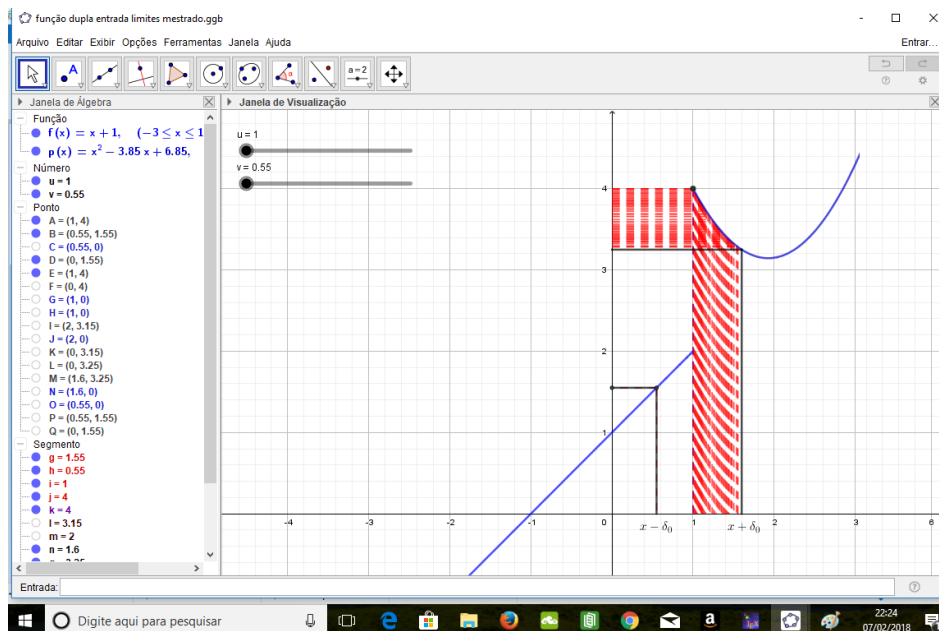 função dupla entrada limites mestrado.ggb
Arquivo Editar Exibir Opções Ferramentas Janela Ajuda
Entrar...
A
α
a=2
Janela de Álgebra
Janela de Visualização
Função
f(x) = x + 1, (−3 ≤ x ≤ 1
p(x) = x² − 3.85 x + 6.85,
Número
u = 1
v = 0.55
Ponto
A = (1, 4)
B = (0.55, 1.55)
C = (0.55, 0)
D = (0, 1.55)
E = (1, 4)
F = (0, 4)
G = (1, 0)
H = (1, 0)
I = (2, 3.15)
J = (2, 0)
K = (0, 3.15)
L = (0, 3.25)
M = (1.6, 3.25)
N = (1.6, 0)
O = (0.55, 0)
P = (0.55, 1.55)
Q = (0, 1.55)
Segmento
g = 1.55
h = 0.55
i = 1
j = 4
k = 4
l = 3.15
m = 2
n = 1.6
u = 1
v = 0.55
4
3
2
1
-4 -3 -2 -1 0 1 2 3 6
x − δ₀ x + δ₀
Entrada:
Digite aqui para pesquisar
a
22:24
07/02/2018